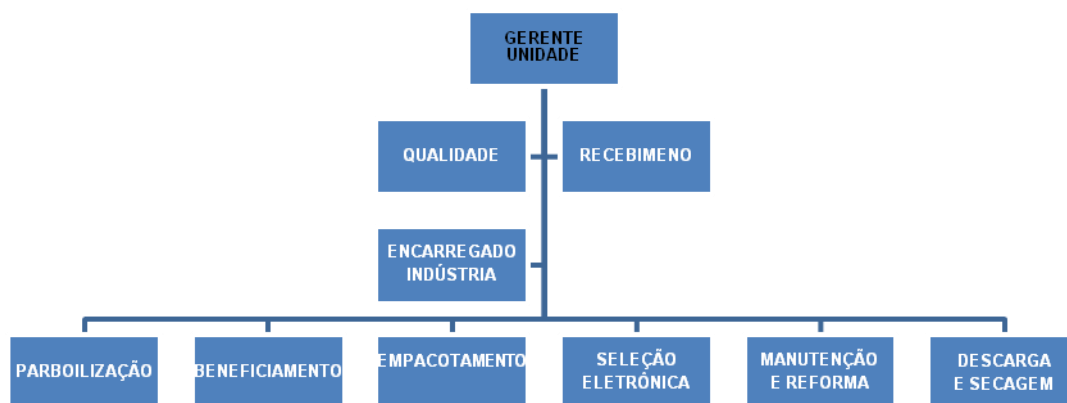 GERENTE
UNIDADE
QUALIDADE
RECEBIMENO
ENCARREGADO
INDÚSTRIA
PARBOILIZAÇÃO
BENEFICIAMENTO
EMPACOTAMENTO
SELEÇÃO
ELETRÔNICA
MANUTENÇÃO
E REFORMA
DESCARGA
E SECAGEM